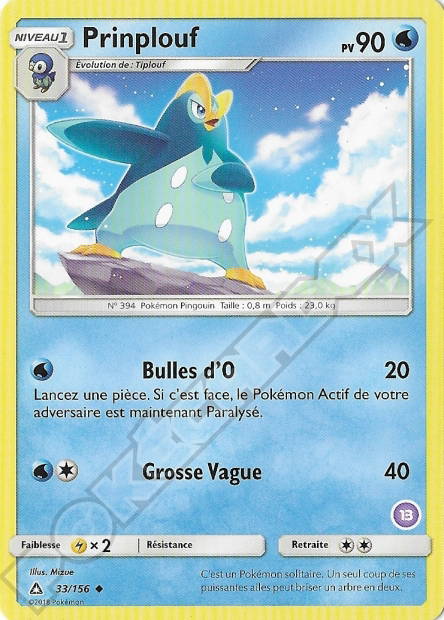 NIVEAU 1
Prinplouf
PV 90
Évolution de : Tiplouf
N° 394 Pokémon Pingouin Taille : 0,8 m Poids : 23,0 kg
Bulles d'O 20
Lancez une pièce. Si c'est face, le Pokémon Actif de votre
adversaire est maintenant Paralysé.
Grosse Vague 40
13
Faiblesse × 2 Résistance Retraite
Illus. Mizue
33/156
©2018 Pokémon
C'est un Pokémon solitaire. Un seul coup de ses
puissantes ailes peut briser un arbre en deux.